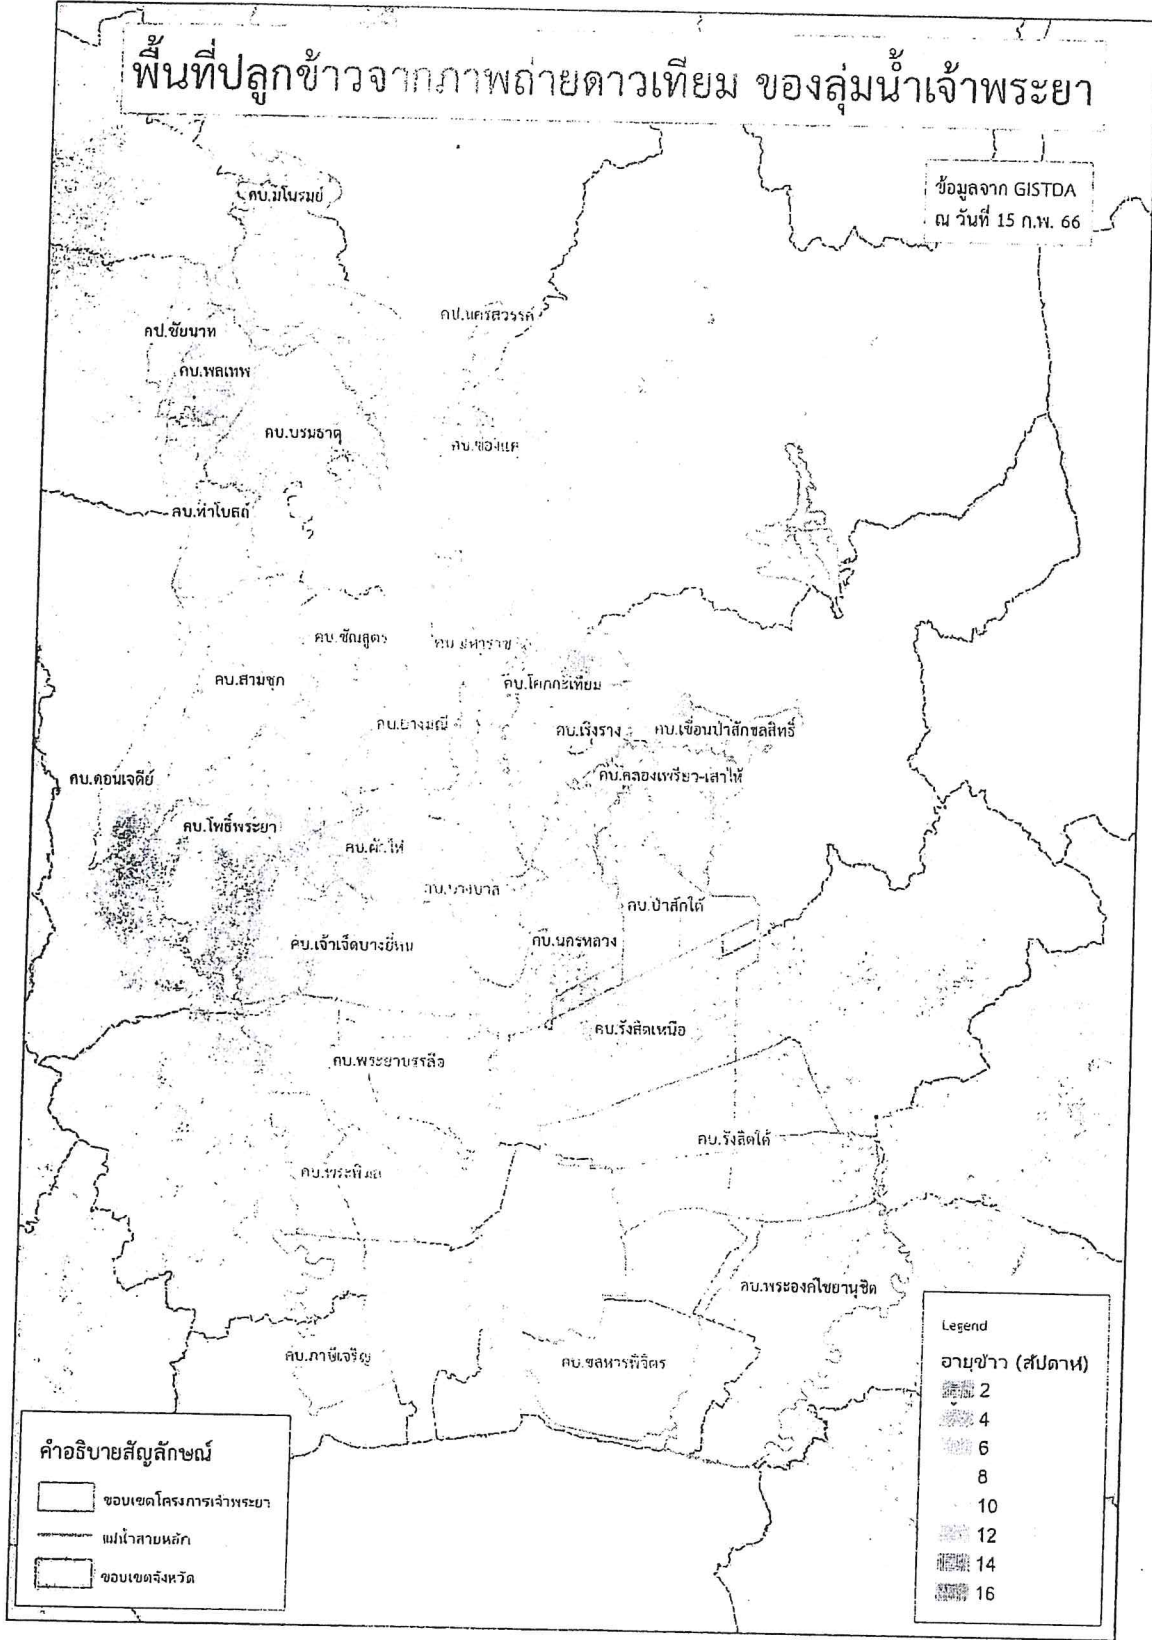 พื้นที่ปลูกข้าวจากภาพถ่ายดาวเทียม ของลุ่มน้ำเจ้าพระยา
ข้อมูลจาก GISTDA
ณ วันที่ 15 ก.พ. 66
คบ.มโนรมย์
คป.นครสวรรค์
คป.ชัยนาท
คบ.พลเทพ
คบ.บรมธาตุ
คบ.ช่องแค
คบ.ท่าโบสถ์
คบ.ชัณสูตร
คบ.มหาราช
คบ.สามชุก
คบ.โคกกะเทียม
คบ.ยางมณี
คบ.เริงราง
คบ.เขื่อนป่าสักชลสิทธิ์
คบ.ดอนเจดีย์
คบ.คลองเพรียว-เสาไห้
คบ.โพธิ์พระยา
คบ.ผักไห่
คบ.บางบาล
คบ.ป่าสักใต้
คบ.เจ้าเจ็ดบางยี่หน
คบ.นครหลวง
คบ.รังสิตเหนือ
คบ.พระยาบรรลือ
คบ.รังสิตใต้
คบ.พระพิมล
คบ.พระองค์ไชยานุชิต
คบ.ภาษีเจริญ
คบ.ชลหารพิจิตร
Legend
อายุข้าว (สัปดาห์)
2
4
6
8
10
12
14
16
คำอธิบายสัญลักษณ์
ขอบเขตโครงการเจ้าพระยา
แม่น้ำสายหลัก
ขอบเขตจังหวัด